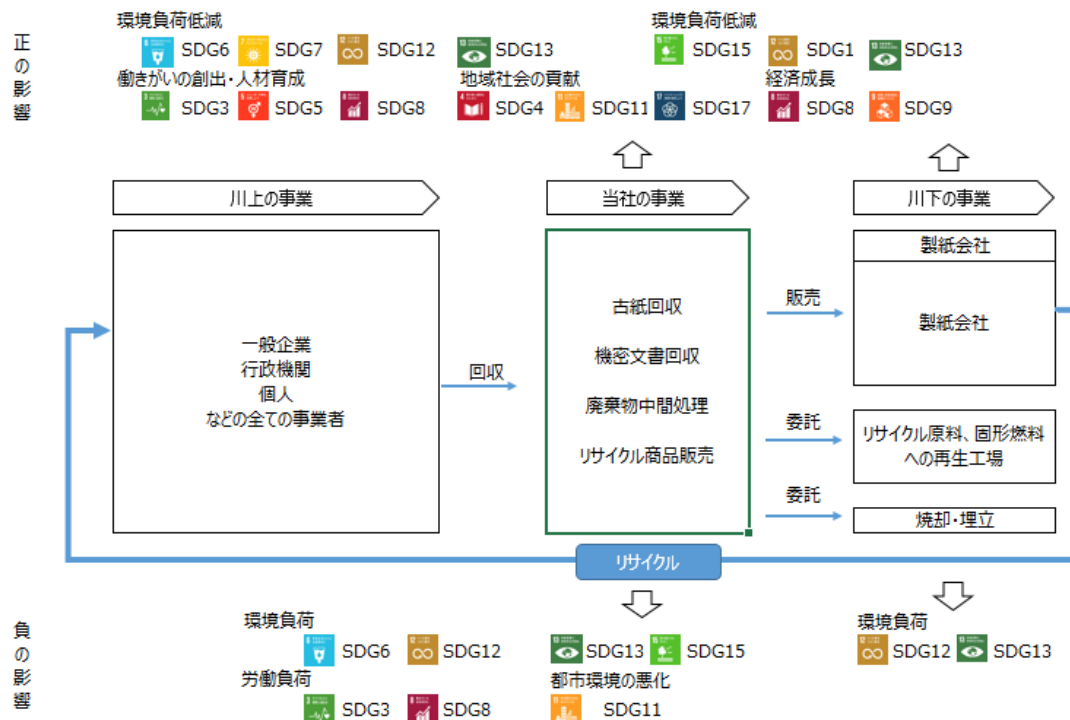 環境負荷低減
環境負荷低減
SDG6 SDG7 SDG12 SDG13
SDG15 SDG1 SDG13
働きがいの創出・人材育成
地域社会の貢献
経済成長
SDG3 SDG5 SDG8
SDG4 SDG11 SDG17
SDG8 SDG9
正の影響
川上の事業
当社の事業
川下の事業
一般企業
行政機関
個人
などの全ての事業者
回収
古紙回収
機密文書回収
廃棄物中間処理
リサイクル商品販売
販売
製紙会社
製紙会社
委託
リサイクル原料、固形燃料
への再生工場
委託
焼却・埋立
リサイクル
負の影響
環境負荷
SDG6 SDG12
SDG13 SDG15
環境負荷
SDG12 SDG13
労働負荷
SDG3 SDG8
都市環境の悪化
SDG11